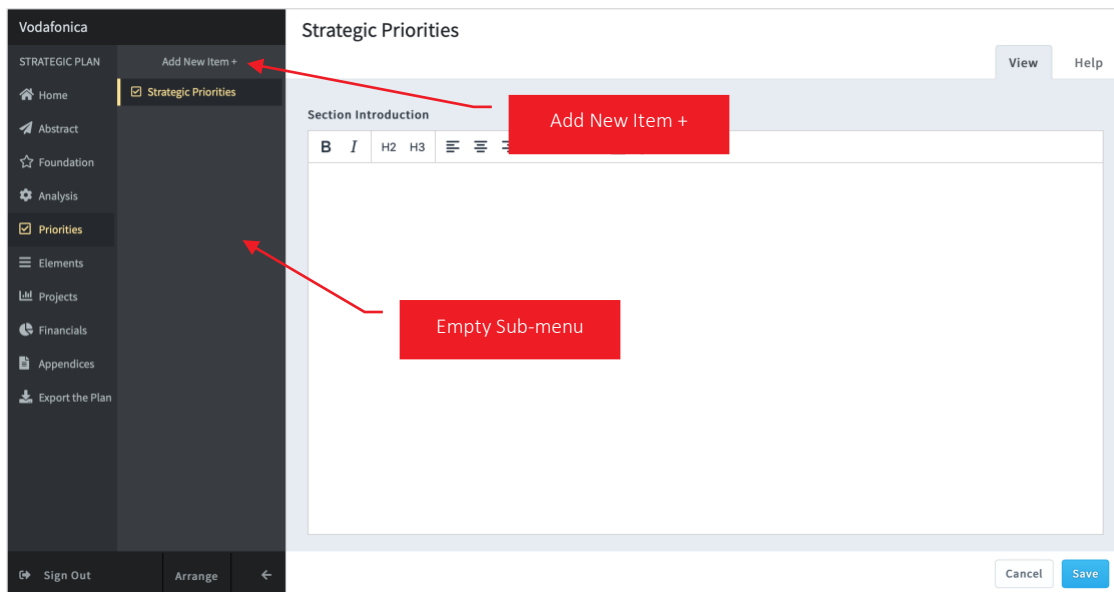 Vodafonica
Strategic Priorities
STRATEGIC PLAN
Add New Item +
View
Help
Home
Strategic Priorities
Abstract
Foundation
Analysis
Priorities
Elements
Projects
Financials
Appendices
Export the Plan
Section Introduction
Add New Item +
B I H2 H3
Empty Sub-menu
Sign Out
Arrange
Cancel
Save